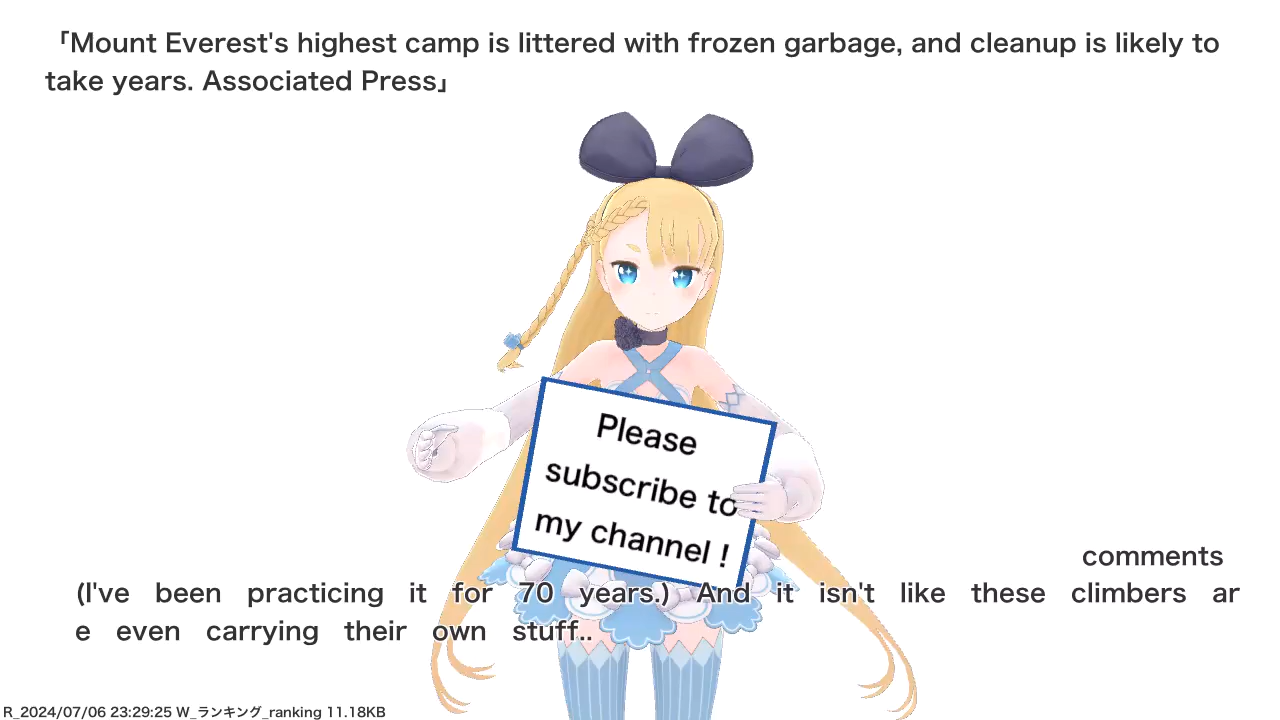 「Mount Everest's highest camp is littered with frozen garbage, and cleanup is likely to
take years. Associated Press」
Please
subscribe to
my channel !
comments
(I've been practicing it for 70 years.) And it isn't like these climbers ar
e even carrying their own stuff..
R_2024/07/06 23:29:25 W_ランキング_ranking 11.18KB